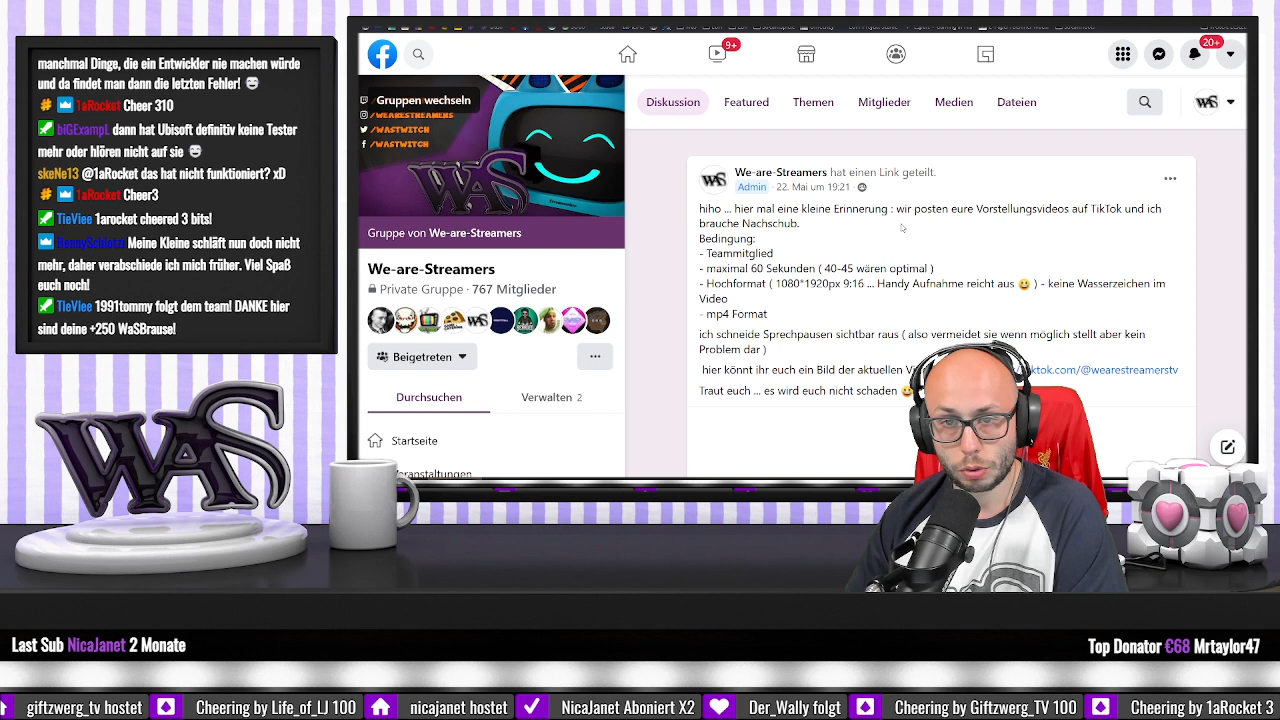 manchmal Dinge, die ein Entwickler nie machen würde
und da findet man dann die letzten Fehler!
1aRocket Cheer 310
biGExampL dann hat Ubisoft definitiv keine Tester
mehr oder hlören nicht auf sie
skeNe13 @1aRocket das hat nicht funktioniert? xD
1aRocket Cheer3
TieVlee 1arocket cheered 3 bits!
BennySchlotzi Meine Kleine schläft nun doch nicht
mehr, daher verabschiede ich mich früher. Viel Spaß
euch noch!
TieVlee 1991tommy folgt dem team! DANKE hier
sind deine +250 WaSBrause!
9+
20+
Gruppen wechseln
/WEARESTREAMERS
/WASTWITCH
/WASTWITCH
WAS
Gruppe von We-are-Streamers
We-are-Streamers
Private Gruppe · 767 Mitglieder
Beigetreten
Durchsuchen
Verwalten 2
Startseite
Veranstaltungen
Diskussion
Featured
Themen
Mitglieder
Medien
Dateien
WAS
WAS
We-are-Streamers hat einen Link geteilt.
Admin · 22. Mai um 19:21 ·
hiho ... hier mal eine kleine Erinnerung : wir posten eure Vorstellungsvideos auf TikTok und ich
brauche Nachschub.
Bedingung:
- Teammitglied
- maximal 60 Sekunden ( 40-45 wären optimal )
- Hochformat ( 1080*1920px 9:16 ... Handy Aufnahme reicht aus ) - keine Wasserzeichen im
Video
- mp4 Format
ich schneide Sprechpausen sichtbar raus ( also vermeidet sie wenn möglich stellt aber kein
Problem dar )
hier könnt ihr euch ein Bild der aktuellen V tiktok.com/@wearestreamerstv
Traut euch ... es wird euch nicht schaden
WAS
Last Sub NicaJanet 2 Monate
Top Donator €68 Mrtaylor47
giftzwerg_tv hostet
Cheering by Life_of_LJ 100
nicajanet hostet
NicaJanet Aboniert X2
Der_Wally folgt
Cheering by Giftzwerg_TV 100
Cheering by 1aRocket 3